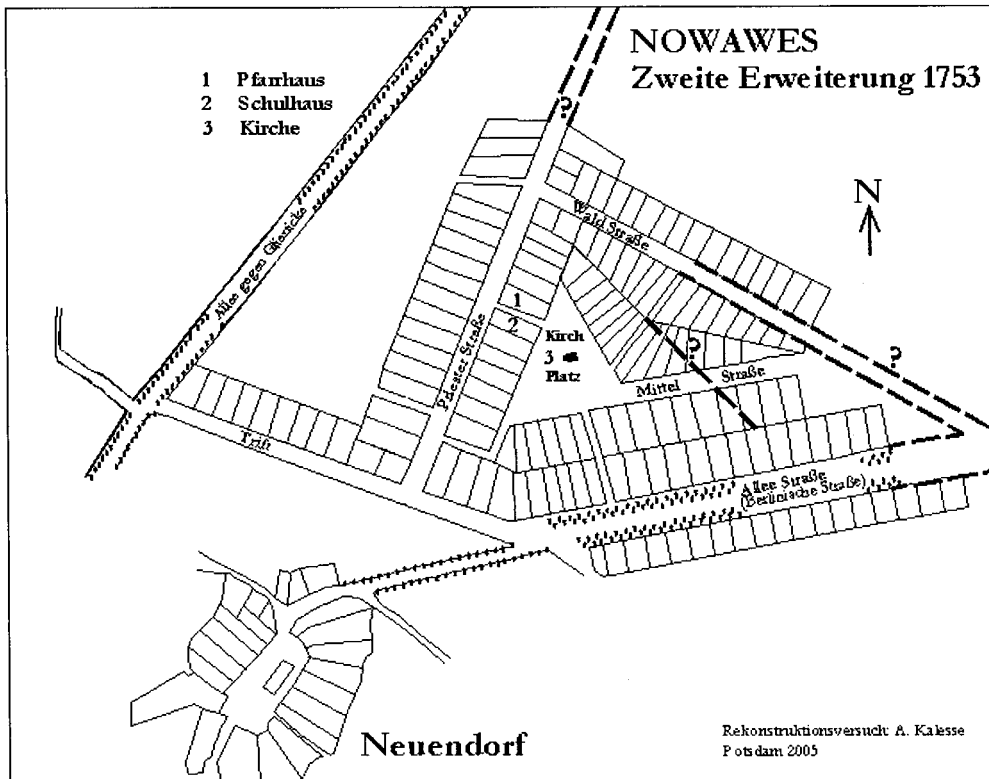 NOWAWES
Zweite Erweiterung 1753
1 Pfarrhaus
2 Schulhaus
3 Kirche
?
N
Allee gegen Glienicke
Wald Straße
Priester Straße
1
2
Kirch
3
Platz
?
?
Mittel Straße
Trift
Allee Straße
(Berlinische Straße)
Neuendorf
Rekonstruktionsversuch: A. Kalesse
Potsdam 2005